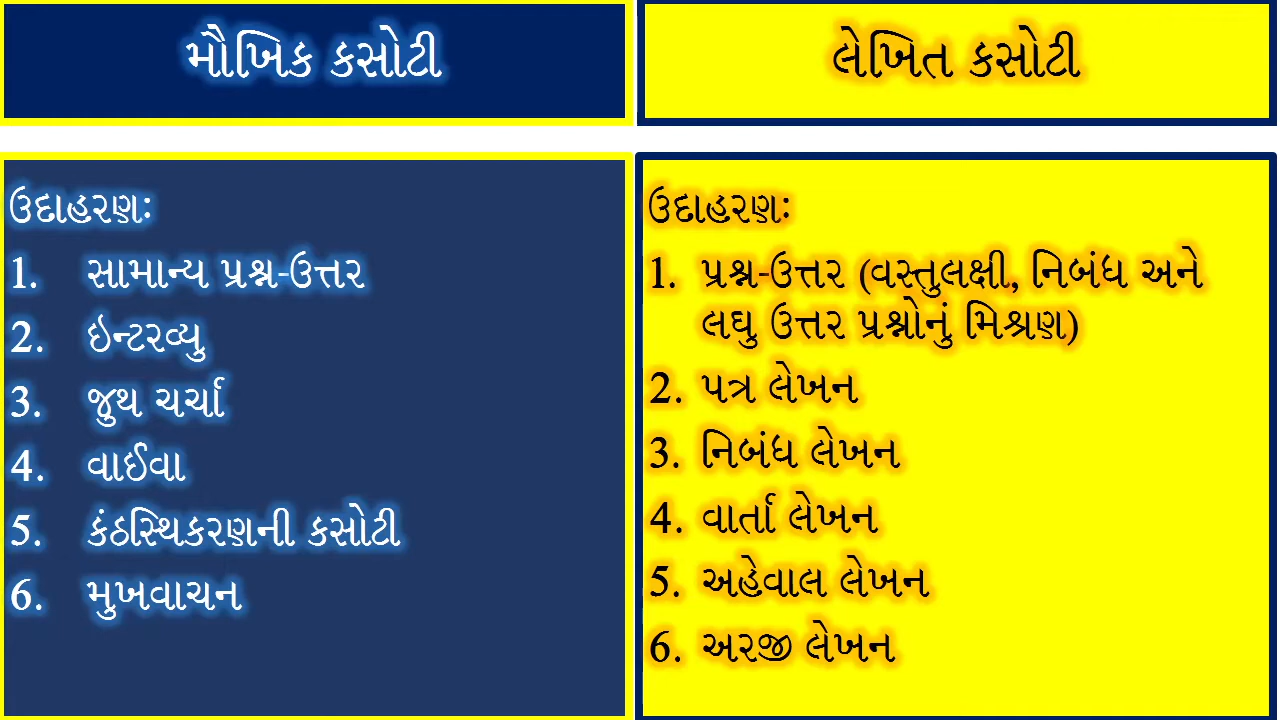 મૌખિક કસોટી
ઉદાહરણઃ
1. સામાન્ય પ્રશ્ન-ઉત્તર
2. ઇન્ટરવ્યુ
3. જુથ ચર્ચા
4. વાઈવા
5. કંઠસ્થિકરણની કસોટી
6. મુખવાચન
લેખિત કસોટી
ઉદાહરણઃ
1. પ્રશ્ન-ઉત્તર (વસ્તુલક્ષી, નિબંધ અને
લઘુ ઉત્તર પ્રશ્નોનું મિશ્રણ)
2. પત્ર લેખન
3. નિબંધ લેખન
4. વાર્તા લેખન
5. અહેવાલ લેખન
6. અરજી લેખન